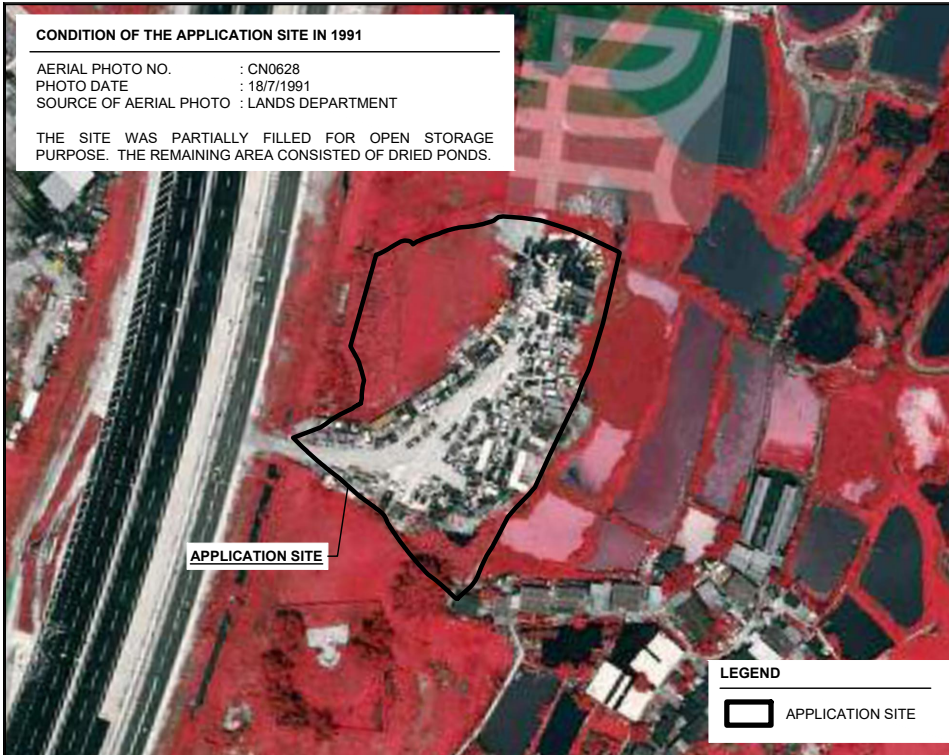 CONDITION OF THE APPLICATION SITE IN 1991
AERIAL PHOTO NO. : CN0628
PHOTO DATE : 18/7/1991
SOURCE OF AERIAL PHOTO : LANDS DEPARTMENT
THE SITE WAS PARTIALLY FILLED FOR OPEN STORAGE
PURPOSE. THE REMAINING AREA CONSISTED OF DRIED PONDS.
APPLICATION SITE
LEGEND
APPLICATION SITE